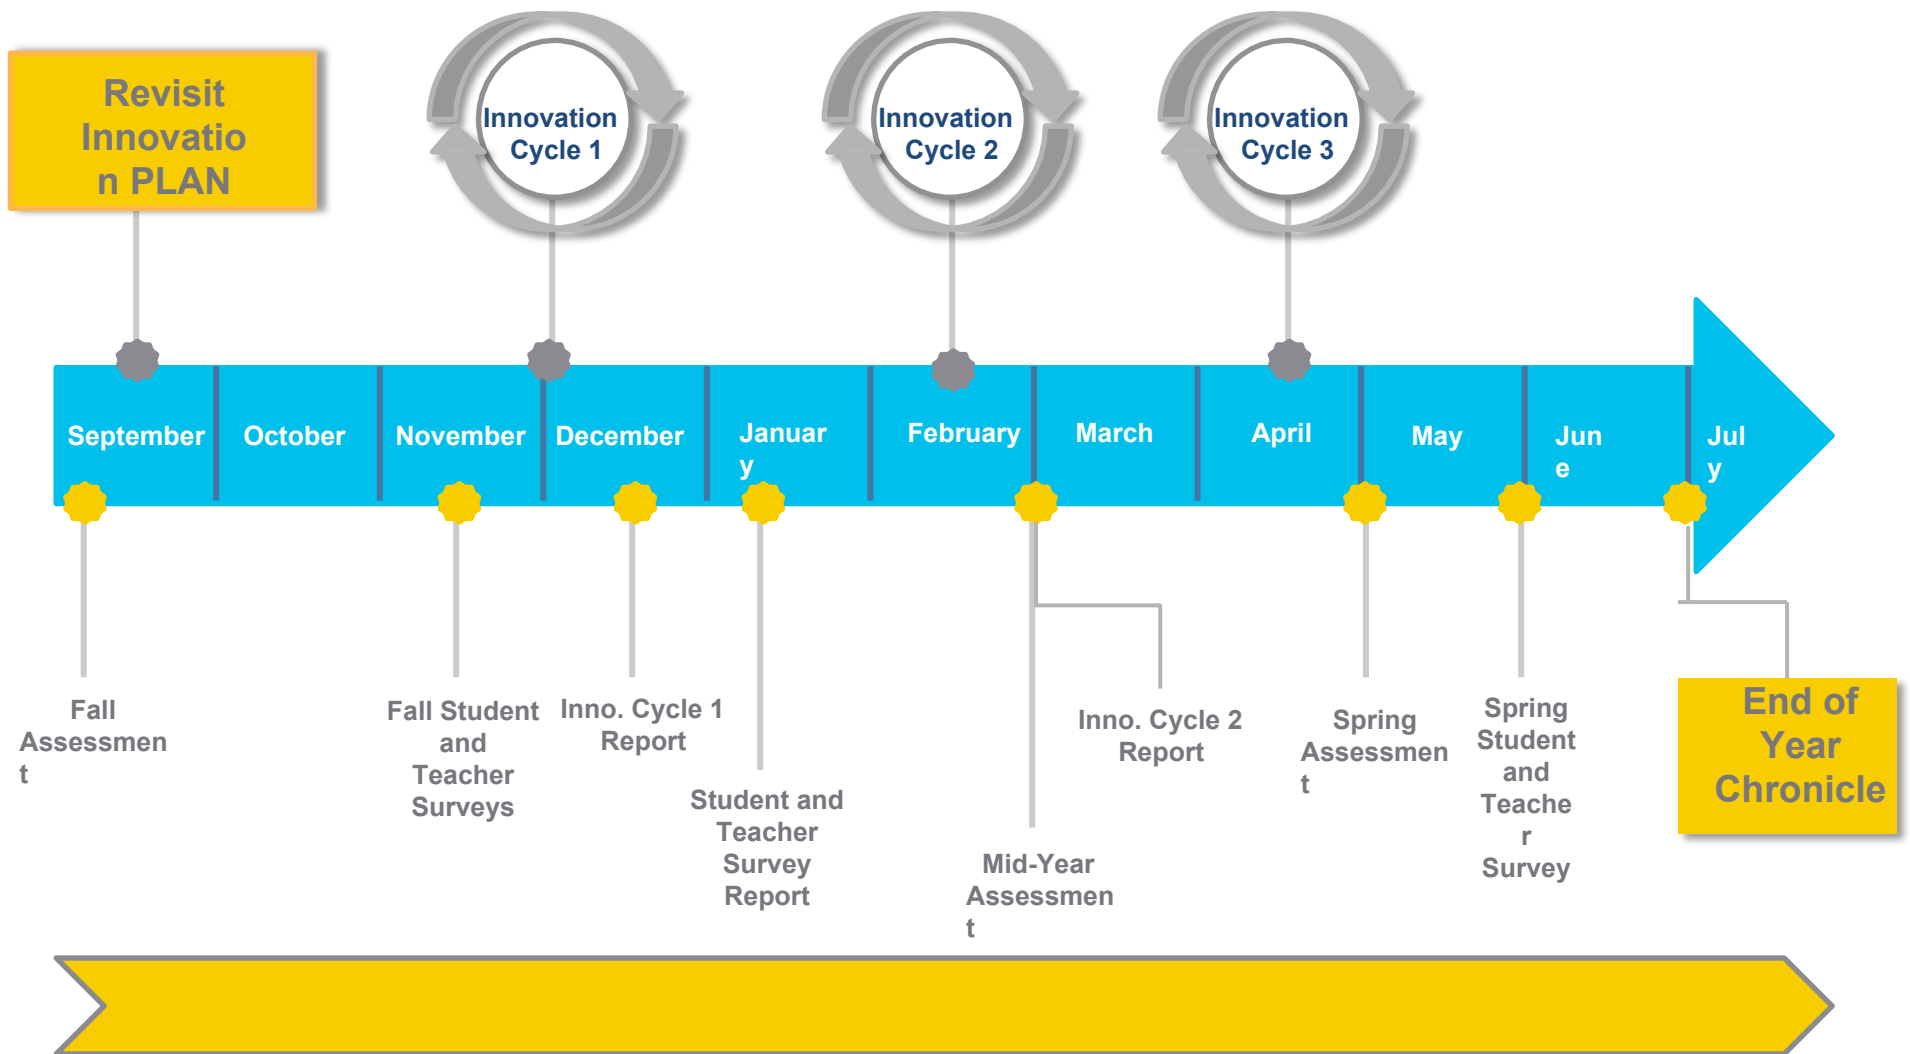 Revisit
Innovatio
n PLAN
Innovation
Cycle 1
Innovation
Cycle 2
Innovation
Cycle 3
September
October
November
December
Januar
y
February
March
April
May
Jun
e
Jul
y
Fall
Assessmen
t
Fall Student
and
Teacher
Surveys
Inno. Cycle 1
Report
Student and
Teacher
Survey
Report
Mid-Year
Assessmen
t
Inno. Cycle 2
Report
Spring
Assessmen
t
Spring
Student
and
Teache
r
Survey
End of
Year
Chronicle